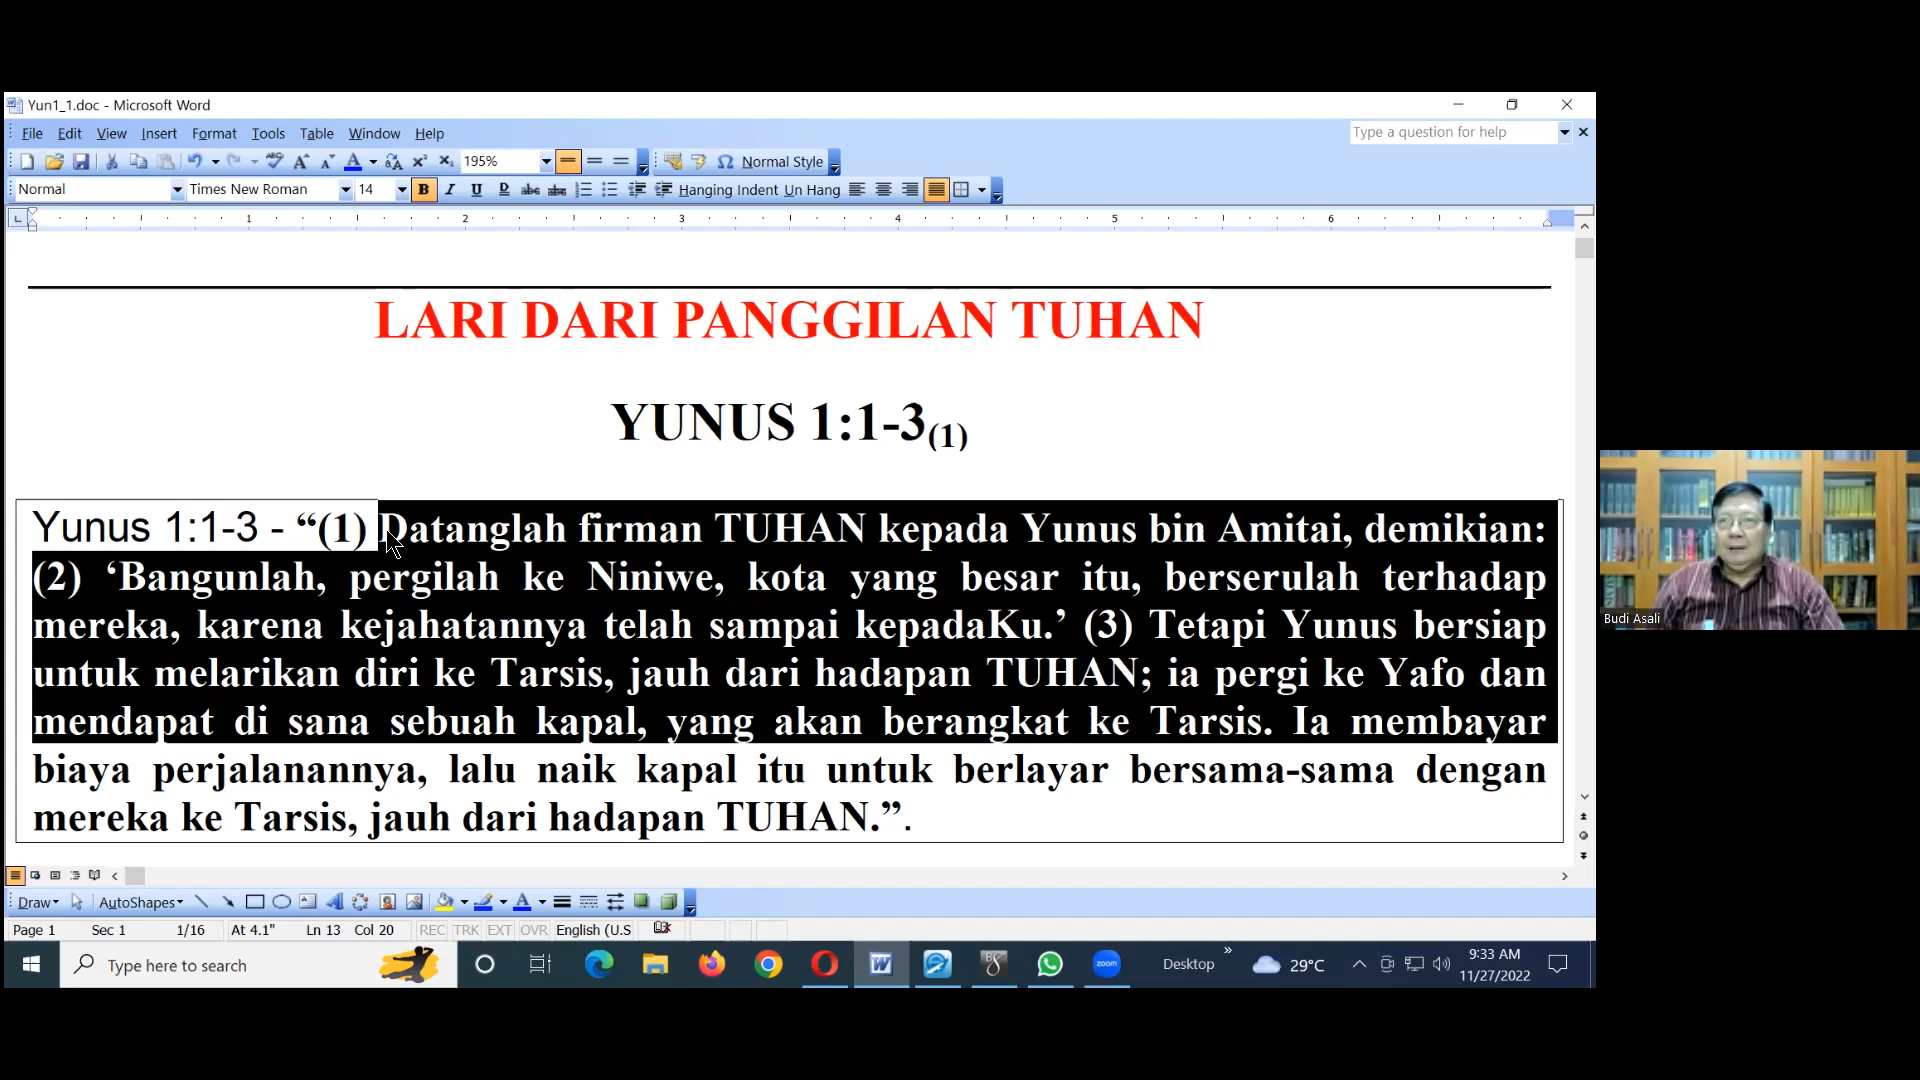 Yun1_1.doc - Microsoft Word
File Edit View Insert Format Tools Table Window Help
Type a question for help
195%
Normal Style
Normal Times New Roman 14 B I U Hanging Indent Un Hang
1 2 3 4 5 6
LARI DARI PANGGILAN TUHAN
YUNUS 1:1-3(1)
Yunus 1:1-3 - “(1) Datanglah firman TUHAN kepada Yunus bin Amitai, demikian:
(2) ‘Bangunlah, pergilah ke Niniwe, kota yang besar itu, berserulah terhadap
mereka, karena kejahatannya telah sampai kepadaKu.’ (3) Tetapi Yunus bersiap
untuk melarikan diri ke Tarsis, jauh dari hadapan TUHAN; ia pergi ke Yafo dan
mendapat di sana sebuah kapal, yang akan berangkat ke Tarsis. Ia membayar
biaya perjalanannya, lalu naik kapal itu untuk berlayar bersama-sama dengan
mereka ke Tarsis, jauh dari hadapan TUHAN.”.
Budi Asali
Draw AutoShapes
Page 1 Sec 1 1/16 At 4.1" Ln 13 Col 20 REC TRK EXT OVR English (U.S
Type here to search
zoom
Desktop
29°C
9:33 AM
11/27/2022